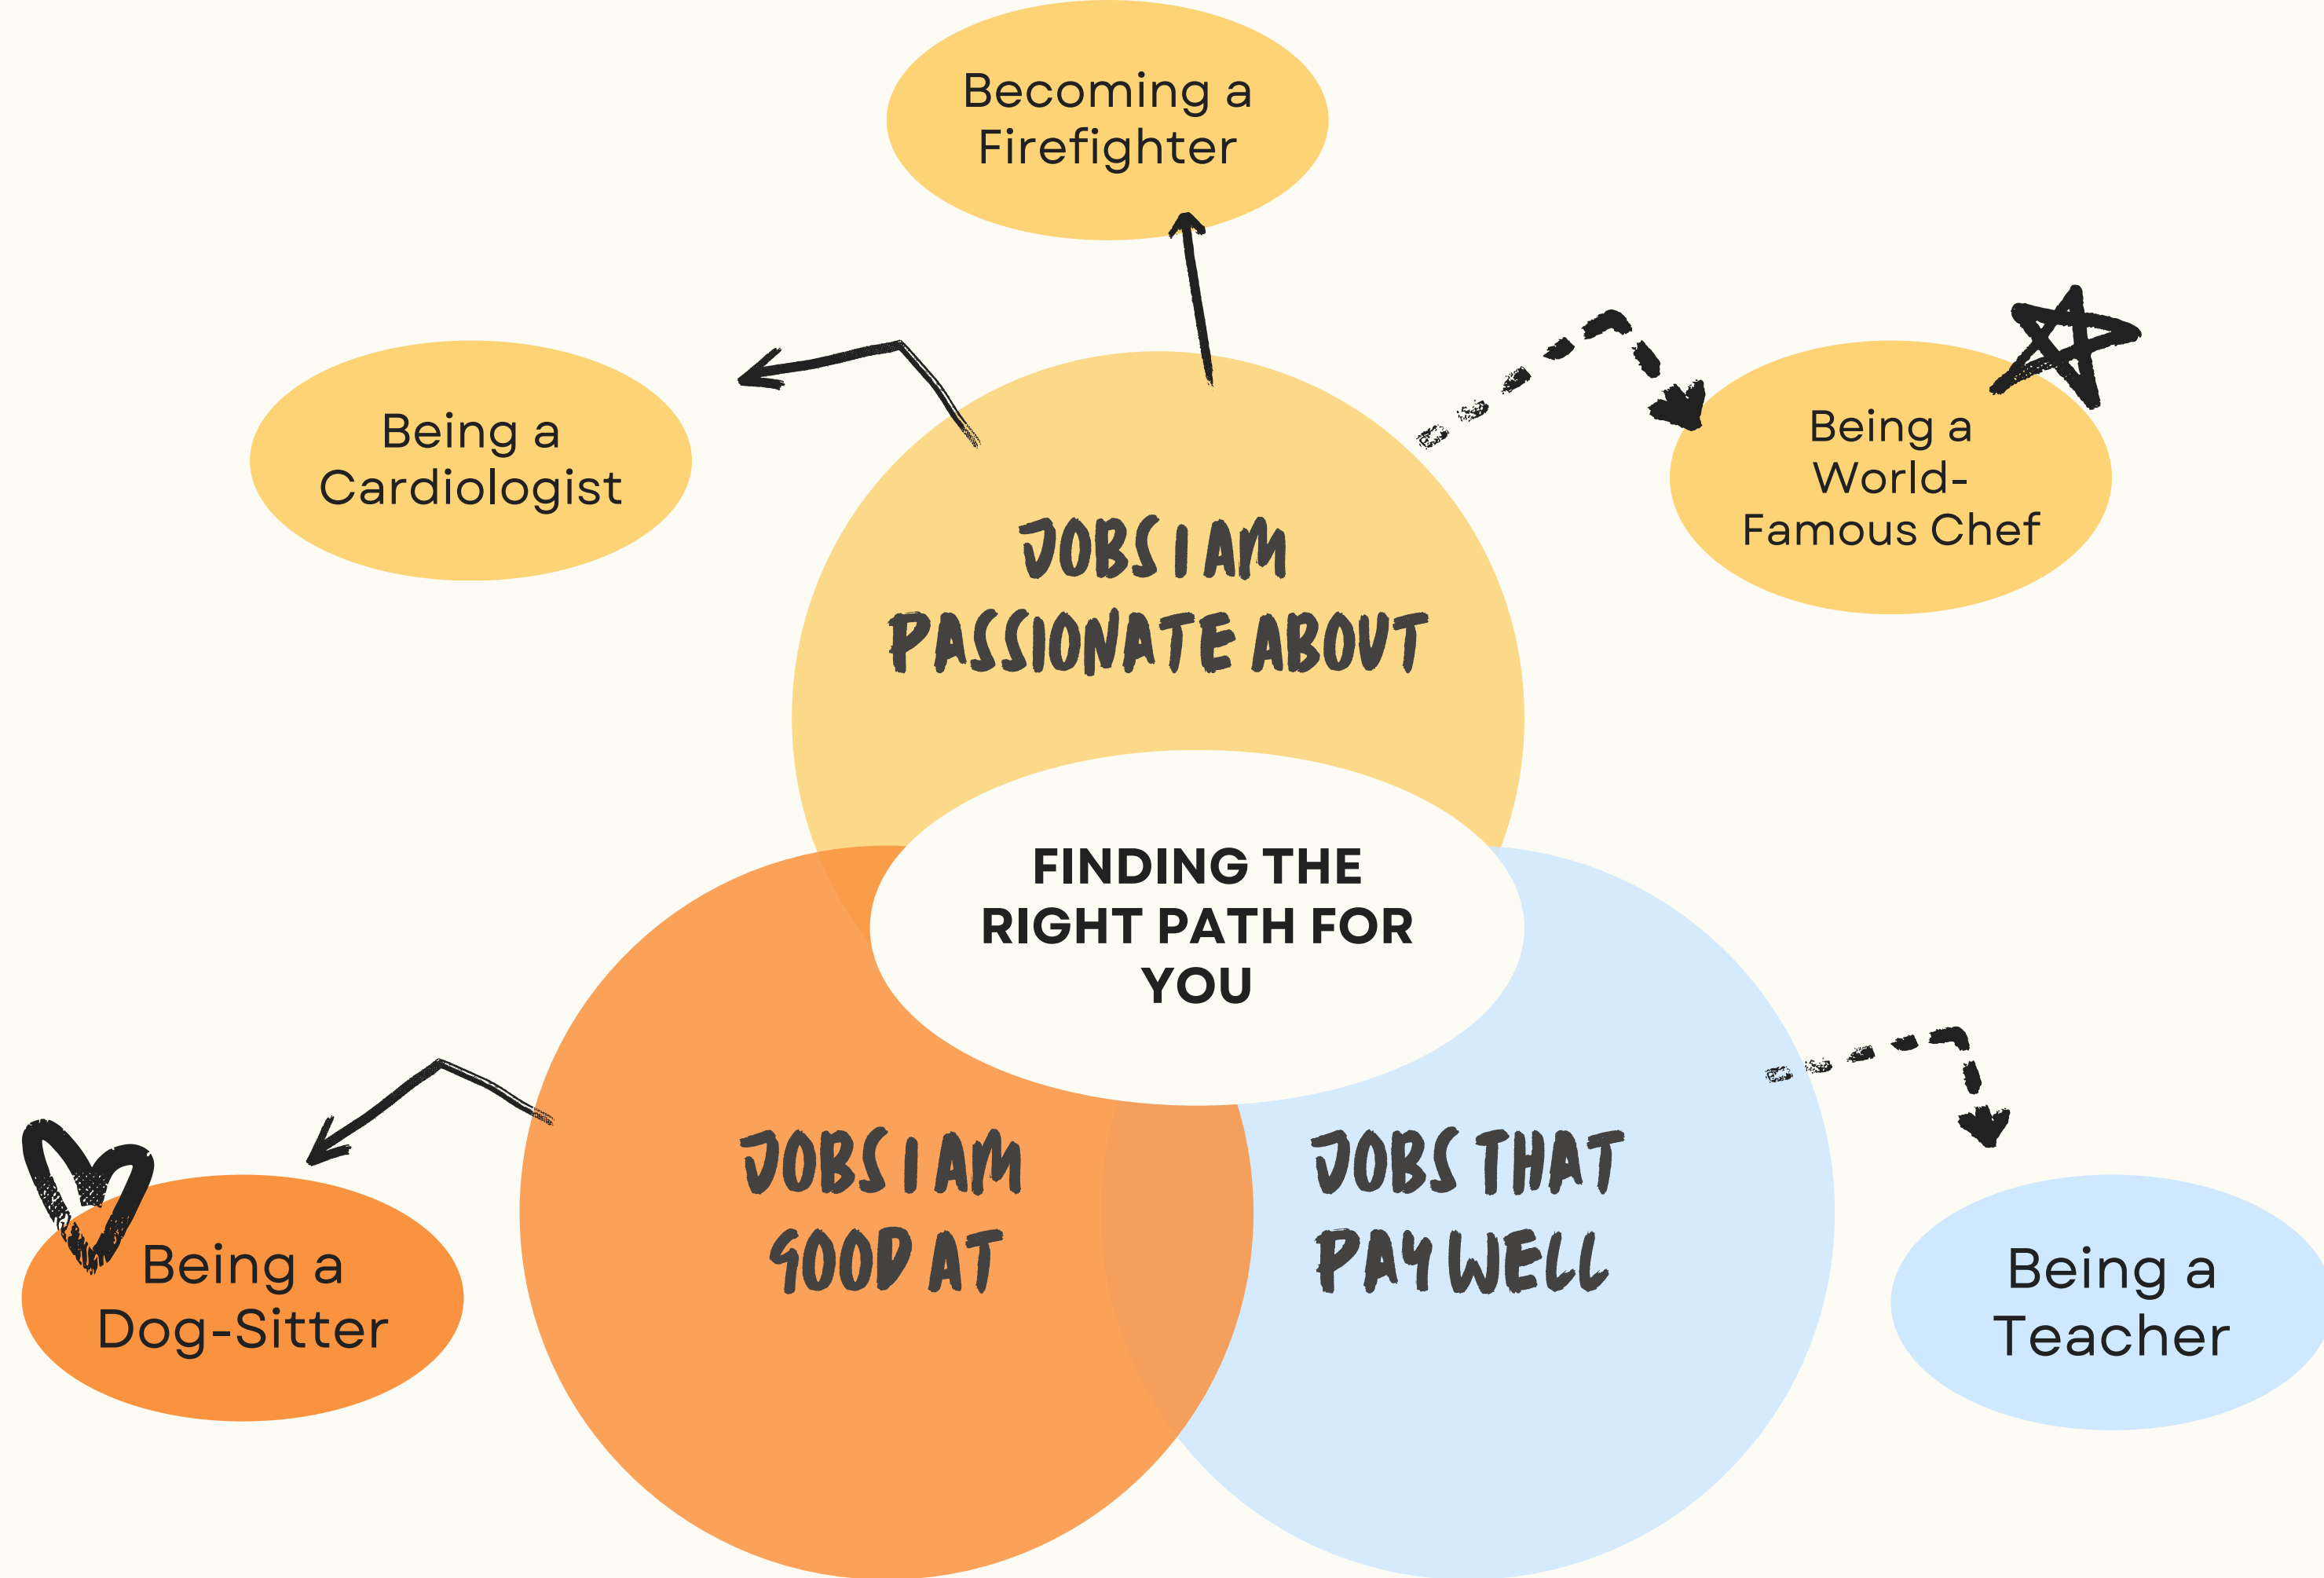 Becoming a
Firefighter
Being a
Cardiologist
Being a
World-
Famous Chef
JOBS I AM
PASSIONATE ABOUT
FINDING THE
RIGHT PATH FOR
YOU
JOBS I AM
GOOD AT
JOBS THAT
PAY WELL
Being a
Dog-Sitter
Being a
Teacher